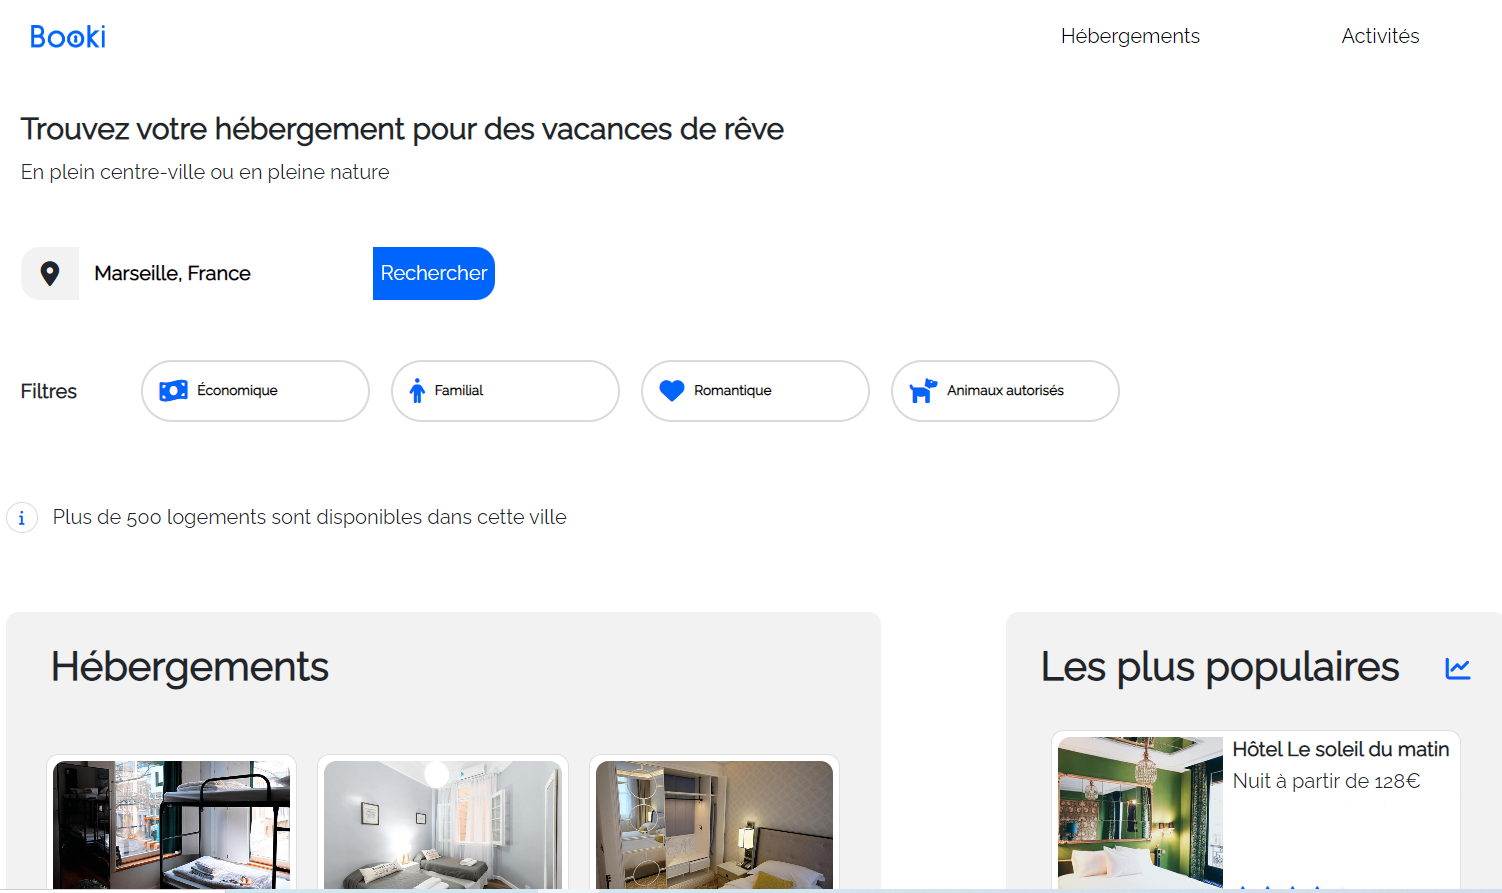 Booki
Hébergements
Activités
Trouvez votre hébergement pour des vacances de rêve
En plein centre-ville ou en pleine nature
Marseille, France
Rechercher
Filtres
Économique
Familial
Romantique
Animaux autorisés
Plus de 500 logements sont disponibles dans cette ville
Hébergements
Les plus populaires
Hôtel Le soleil du matin
Nuit à partir de 128€